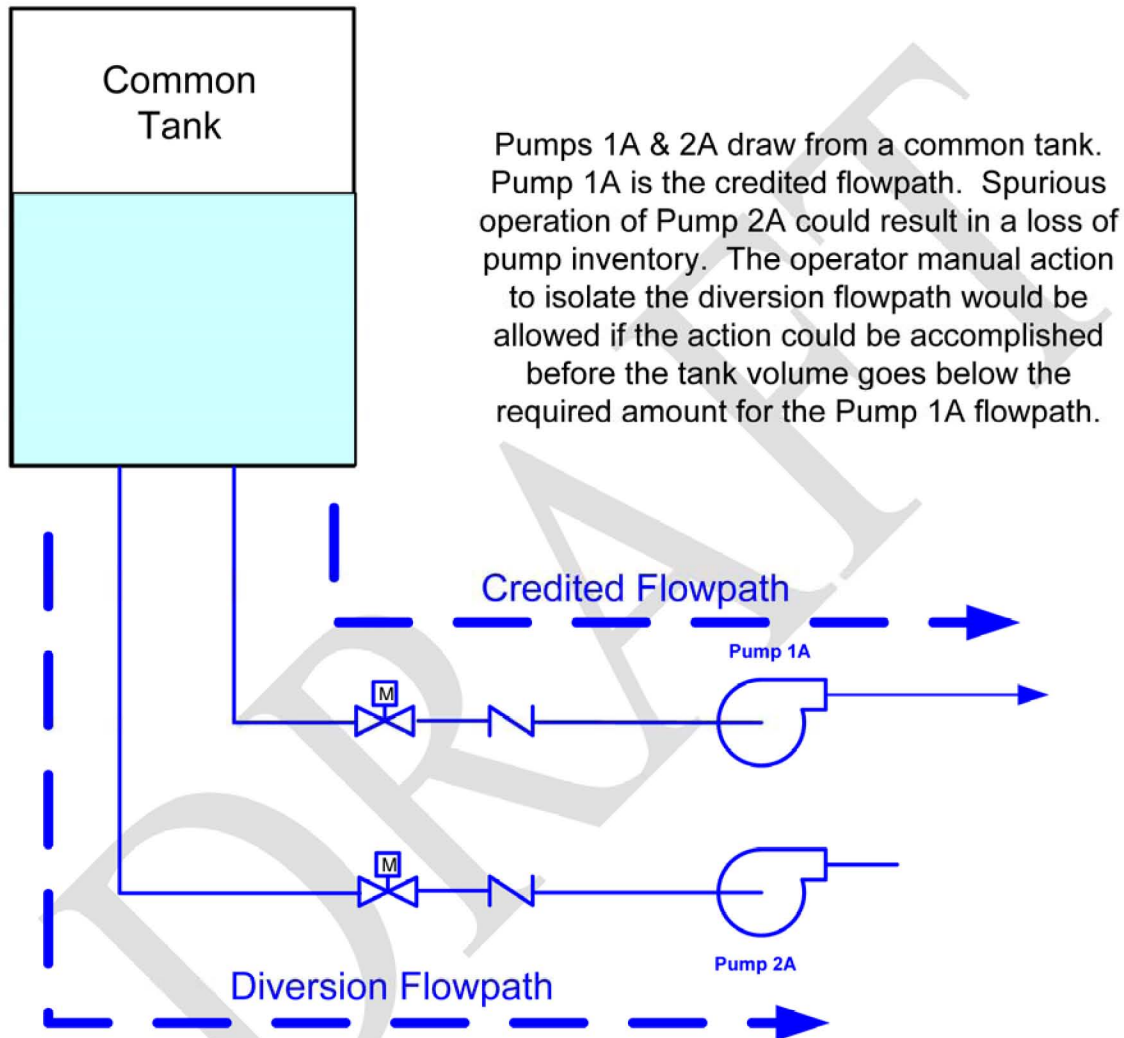 Common
Tank
Pumps 1A & 2A draw from a common tank.
Pump 1A is the credited flowpath. Spurious
operation of Pump 2A could result in a loss of
pump inventory. The operator manual action
to isolate the diversion flowpath would be
allowed if the action could be accomplished
before the tank volume goes below the
required amount for the Pump 1A flowpath.
Credited Flowpath
Pump 1A
M
M
Pump 2A
Diversion Flowpath
DRAFT